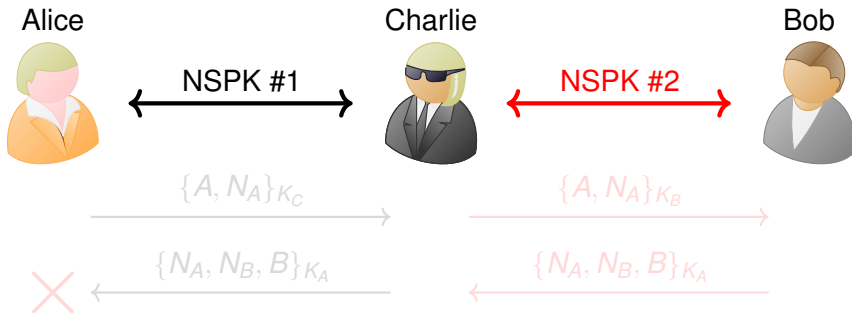 Alice Charlie Bob
NSPK #1 NSPK #2
{A, N_A}_{K_C} {A, N_A}_{K_B}
{N_A, N_B, B}_{K_A} {N_A, N_B, B}_{K_A}